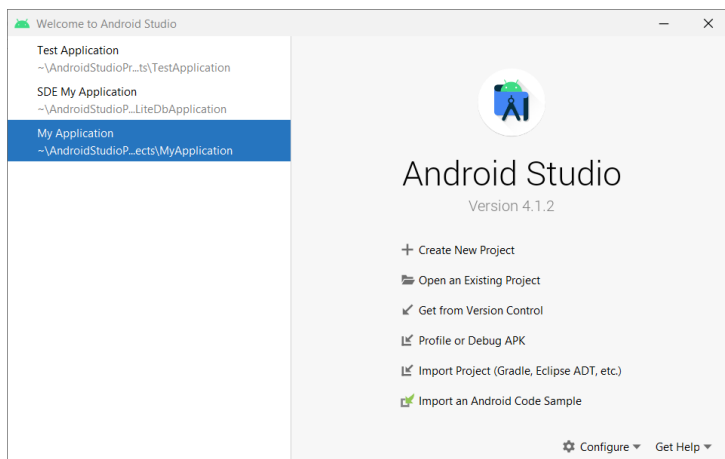 Welcome to Android Studio
Test Application
~\AndroidStudioPr...ts\TestApplication
SDE My Application
~\AndroidStudioP...LiteDbApplication
My Application
~\AndroidStudioP...ects\MyApplication
Android Studio
Version 4.1.2
Create New Project
Open an Existing Project
Get from Version Control
Profile or Debug APK
Import Project (Gradle, Eclipse ADT, etc.)
Import an Android Code Sample
Configure
Get Help